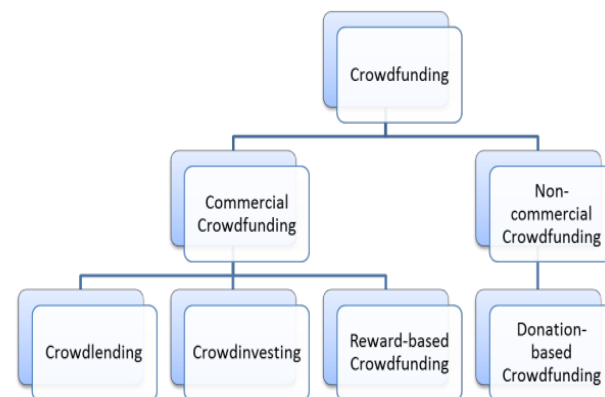 Crowdfunding
Commercial
Crowdfunding
Non-
commercial
Crowdfunding
Crowdlending
Crowdinvesting
Reward-based
Crowdfunding
Donation-
based
Crowdfunding